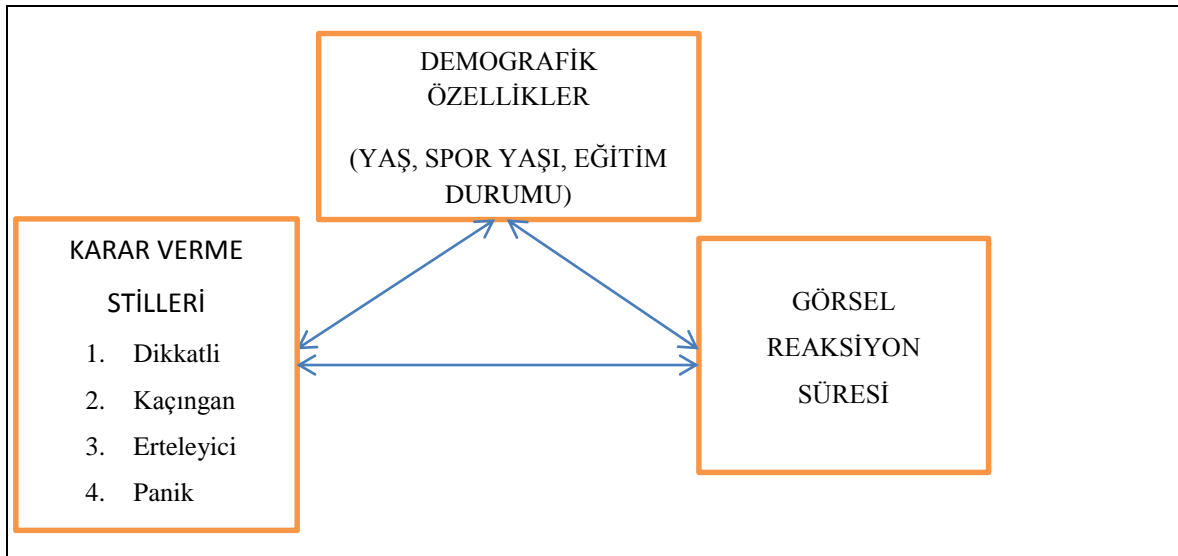 DEMOGRAFİK
ÖZELLİKLER
(YAŞ, SPOR YAŞI, EĞİTİM
DURUMU)
KARAR VERME
STİLLERİ
1. Dikkatli
2. Kaçıngan
3. Erteleyici
4. Panik
GÖRSEL
REAKSİYON
SÜRESİ